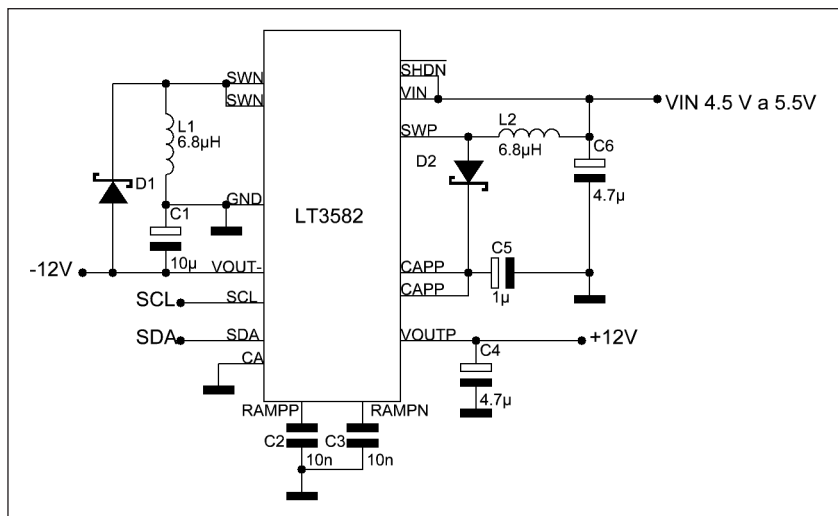 SWN
SWN
L1
6.8µH
D1
C1
10µ
GND
-12V
VOUT-
SCL
SCL
SDA
SDA
CA
LT3582
SHDN
VIN
VIN 4.5 V a 5.5V
SWP
L2
6.8µH
D2
C6
4.7µ
CAPP
CAPP
C5
1µ
VOUTP
+12V
C4
4.7µ
RAMPP
RAMPN
C2
10n
C3
10n